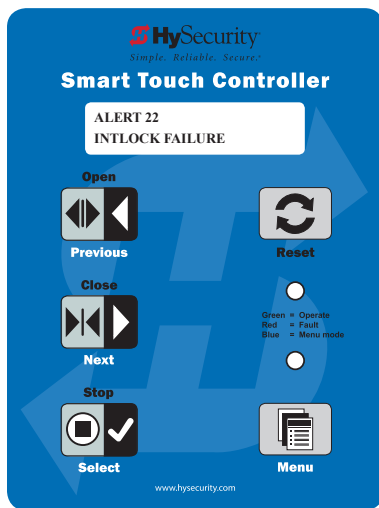 HySecurity
Simple. Reliable. Secure.
Smart Touch Controller
ALERT 22
INTLOCK FAILURE
Open
Previous
Reset
Close
Next
Green = Operate
Red = Fault
Blue = Menu mode
Stop
Select
Menu
www.hysecurity.com